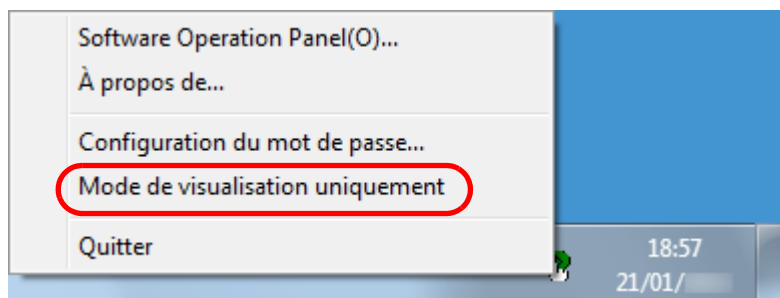 Software Operation Panel(O)...
À propos de...
Configuration du mot de passe...
Mode de visualisation uniquement
Quitter
18:57
21/01/